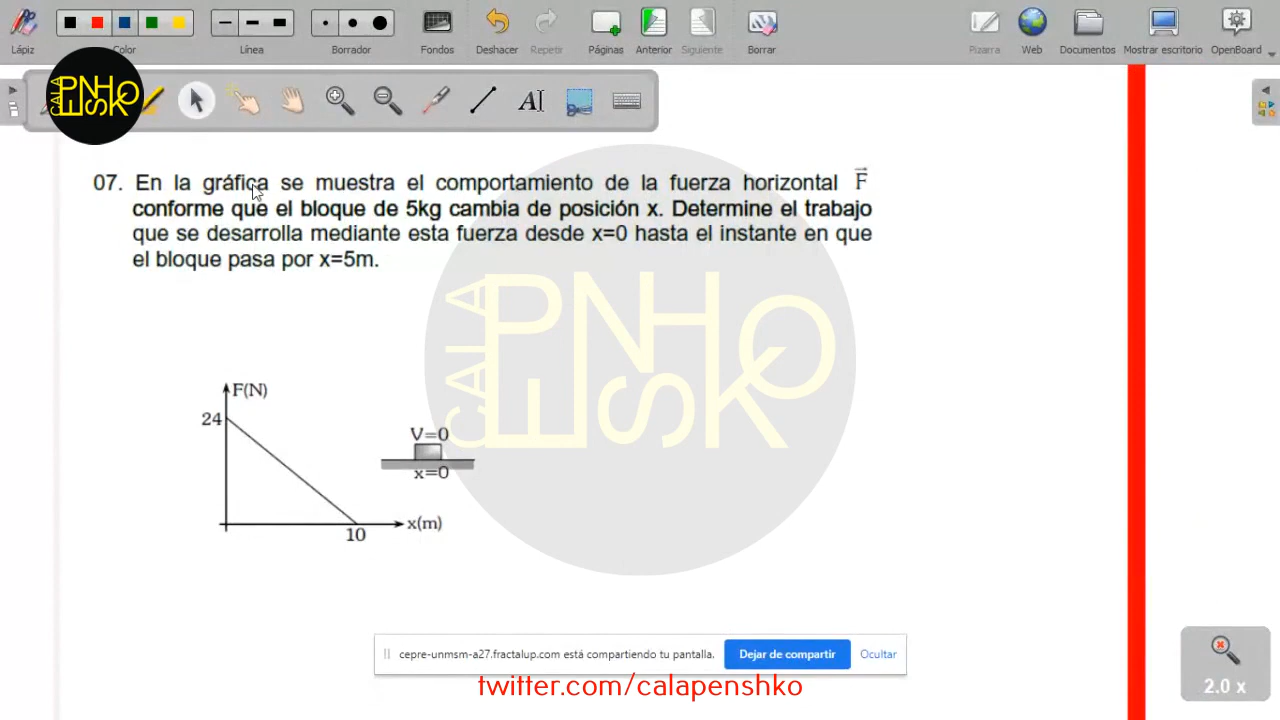 Lápiz
Color
Línea
Borrador
Fondos
Deshacer
Repetir
Páginas
Anterior
Siguiente
Borrar
Pizarra
Web
Documentos
Mostrar escritorio
OpenBoard
CALA
PENSHKO
07. En la gráfica se muestra el comportamiento de la fuerza horizontal F⃗
conforme que el bloque de 5kg cambia de posición x. Determine el trabajo
que se desarrolla mediante esta fuerza desde x=0 hasta el instante en que
el bloque pasa por x=5m.
CALA
PENSHKO
F(N)
24
V=0
x=0
x(m)
10
cepre-unmsm-a27.fractalup.com está compartiendo tu pantalla.
Dejar de compartir
Ocultar
twitter.com/calapenshko
2.0 x